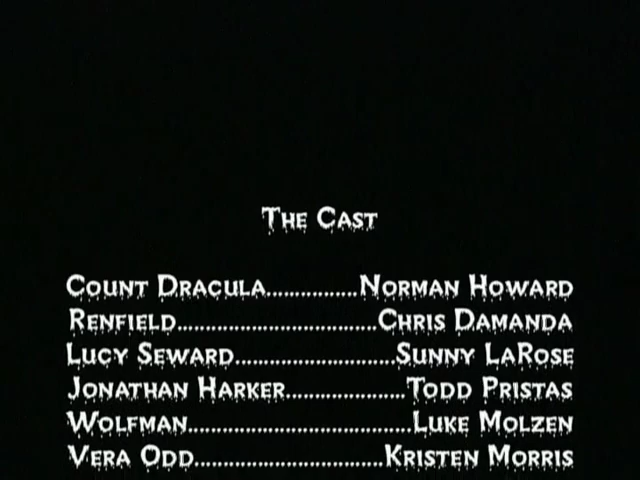 The Cast
Count Dracula................Norman Howard
Renfield..................................Chris Damanda
Lucy Seward...........................Sunny LaRose
Jonathan Harker....................Todd Pristas
Wolfman.....................................Luke Molzen
Vera Odd................................Kristen Morris